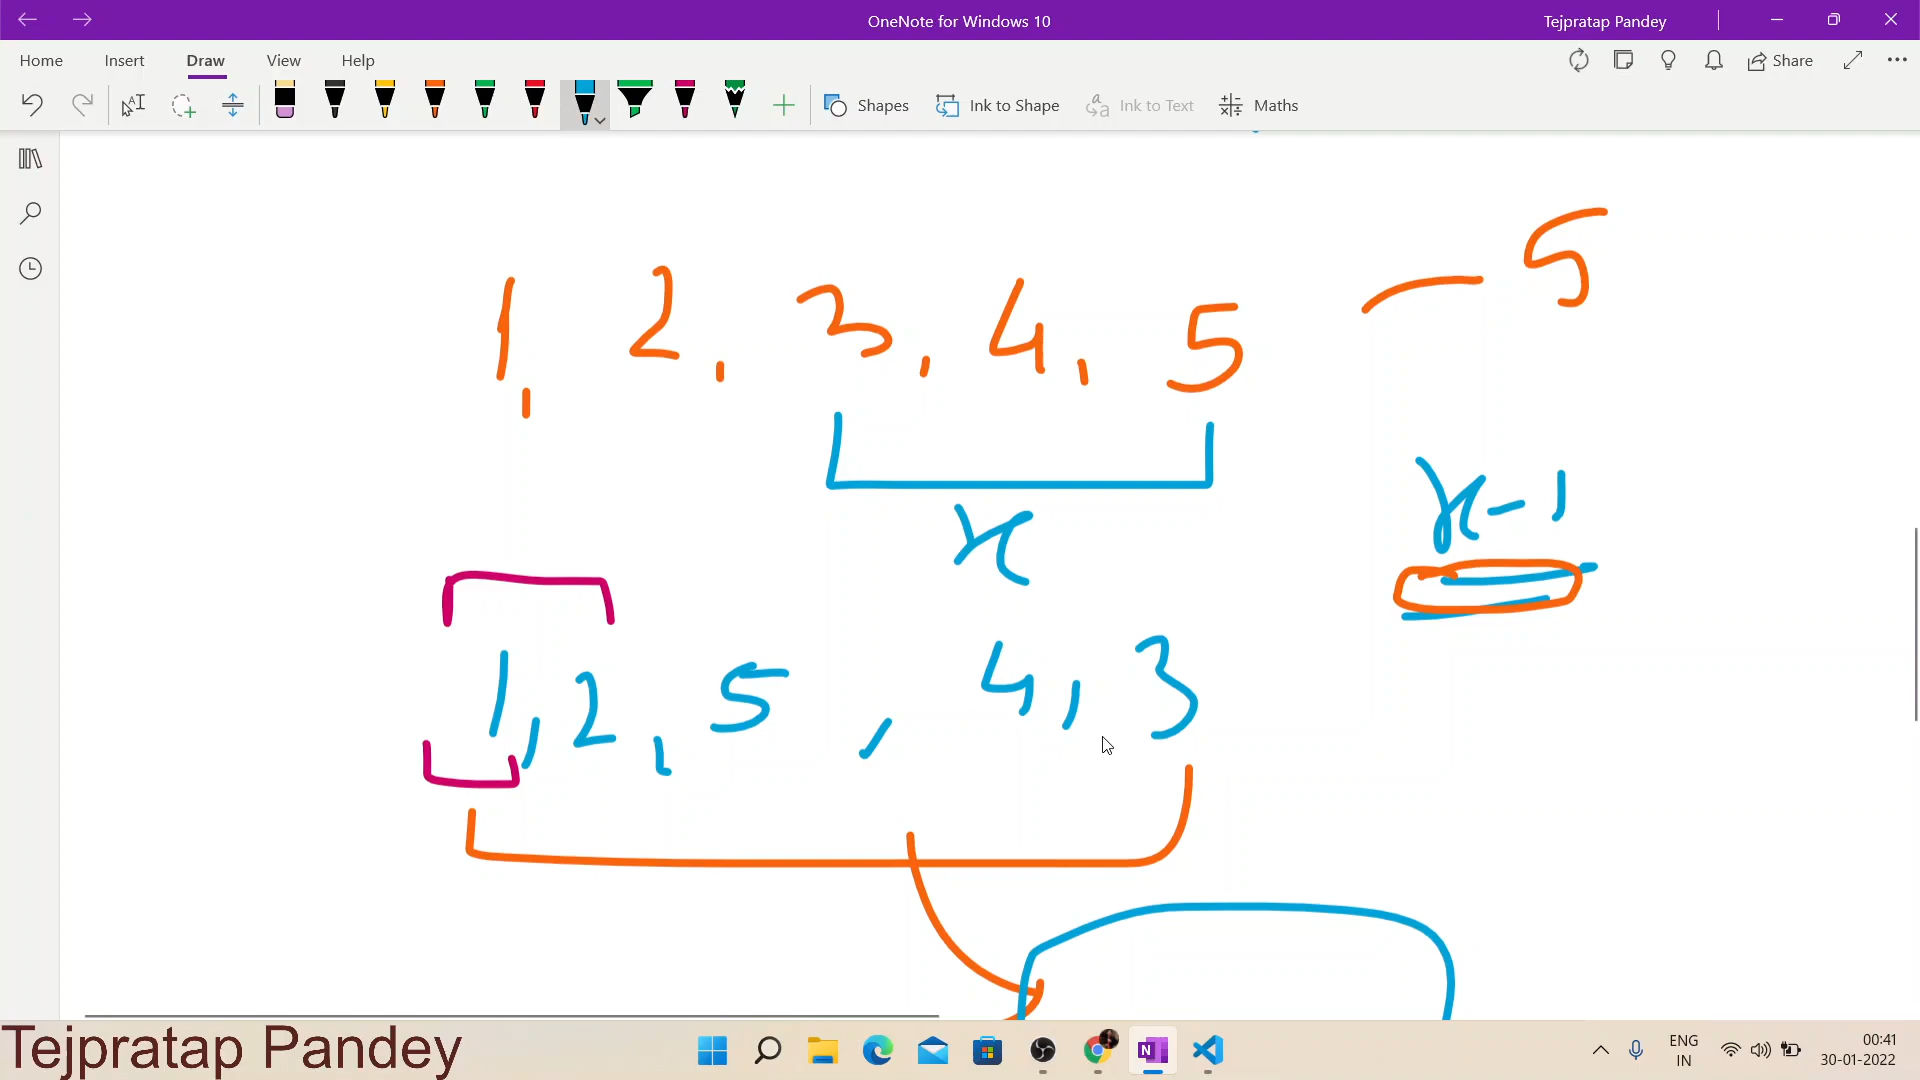 OneNote for Windows 10
Tejpratap Pandey
Home Insert Draw View Help
Share
Shapes Ink to Shape Ink to Text Maths
5
1, 2, 3, 4, 5
x
x-1
1, 2, 5, 4, 3
Tejpratap Pandey
ENG
IN
00:41
30-01-2022